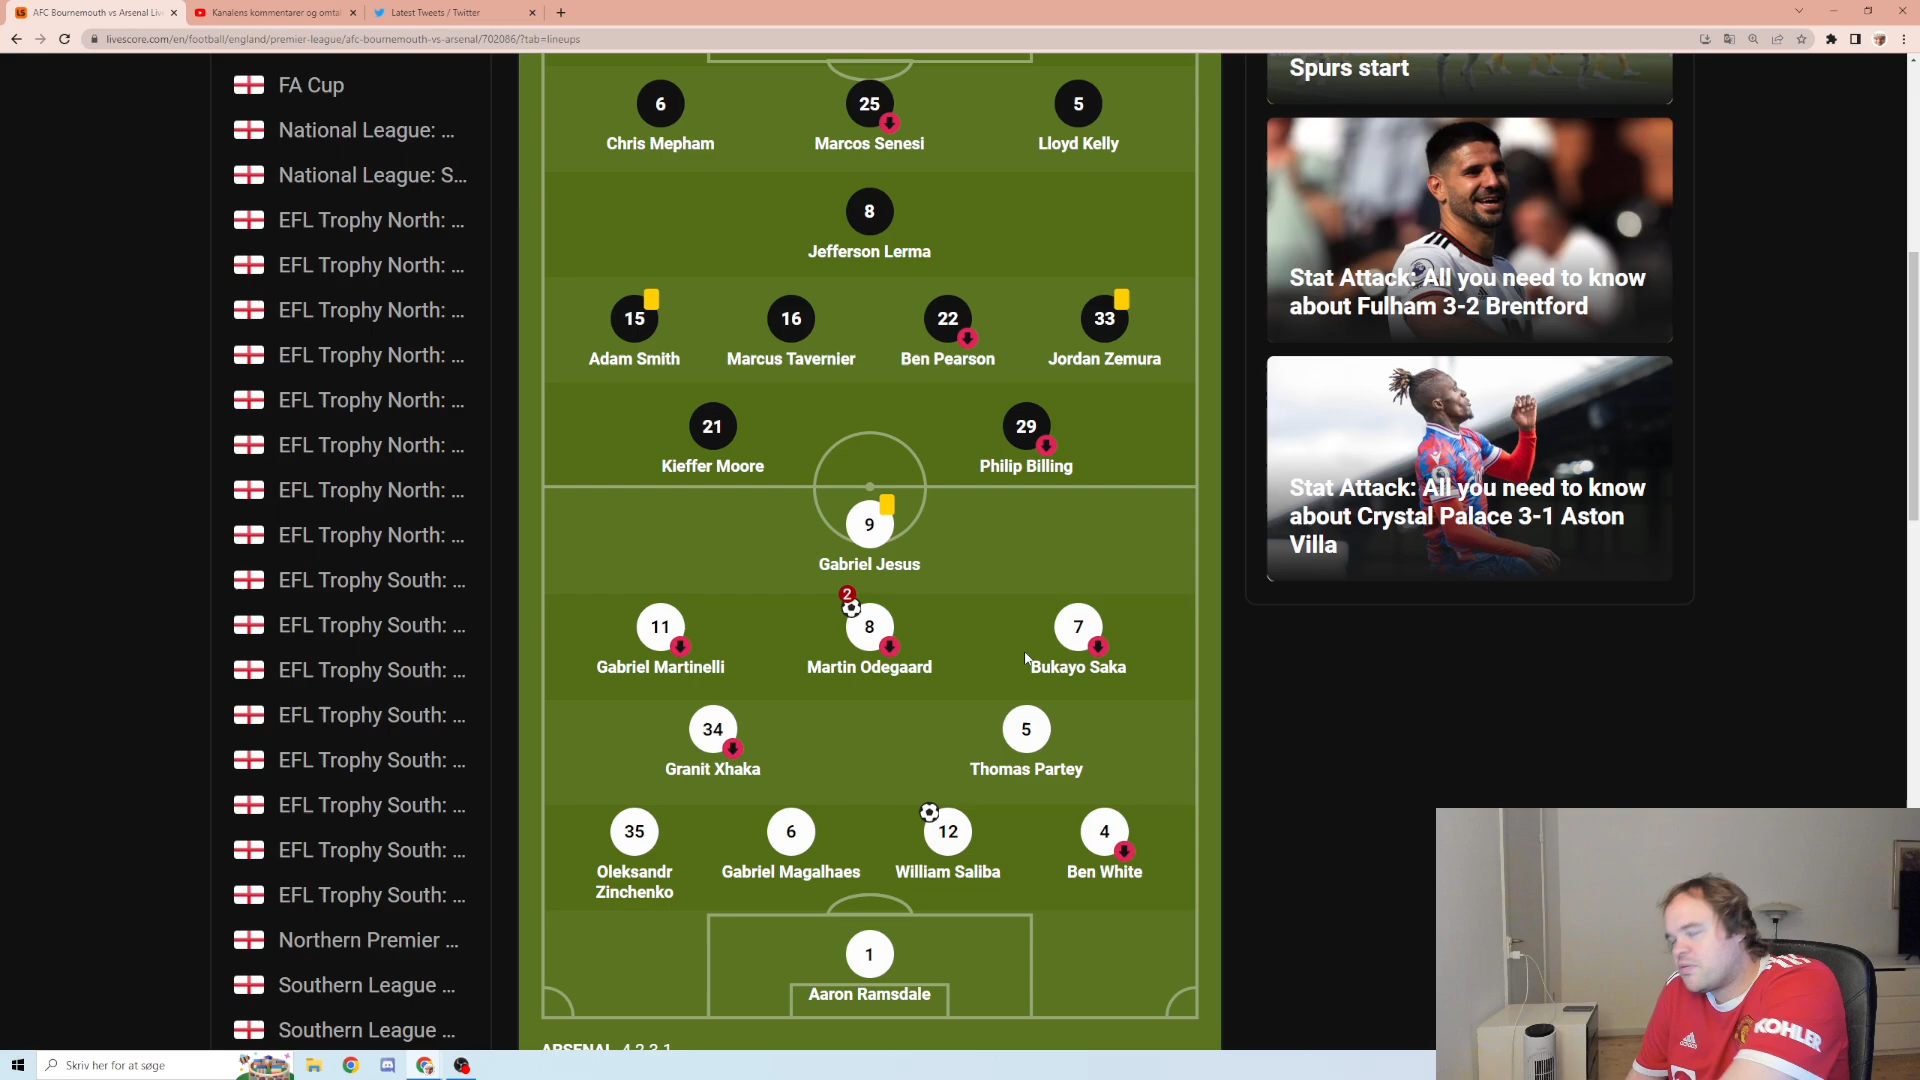 AFC Bournemouth vs Arsenal Live
Kanalens kommentarer og omtal
Latest Tweets / Twitter
livescore.com/en/football/england/premier-league/afc-bournemouth-vs-arsenal/702086/?tab=lineups
FA Cup
National League: ...
National League: S...
EFL Trophy North: ...
EFL Trophy North: ...
EFL Trophy North: ...
EFL Trophy North: ...
EFL Trophy North: ...
EFL Trophy North: ...
EFL Trophy North: ...
EFL Trophy North: ...
EFL Trophy South: ...
EFL Trophy South: ...
EFL Trophy South: ...
EFL Trophy South: ...
EFL Trophy South: ...
EFL Trophy South: ...
EFL Trophy South: ...
EFL Trophy South: ...
Northern Premier ...
Southern League ...
Southern League ...
6
25
5
Chris Mepham
Marcos Senesi
Lloyd Kelly
8
Jefferson Lerma
15
16
22
33
Adam Smith
Marcus Tavernier
Ben Pearson
Jordan Zemura
21
29
Kieffer Moore
Philip Billing
9
Gabriel Jesus
2
11
8
7
Gabriel Martinelli
Martin Odegaard
Bukayo Saka
34
5
Granit Xhaka
Thomas Partey
35
6
12
4
Oleksandr
Zinchenko
Gabriel Magalhaes
William Saliba
Ben White
1
Aaron Ramsdale
ARSENAL 4-2-3-1
Spurs start
Stat Attack: All you need to know
about Fulham 3-2 Brentford
Stat Attack: All you need to know
about Crystal Palace 3-1 Aston
Villa
KOHLER
adidas
Skriv her for at søge